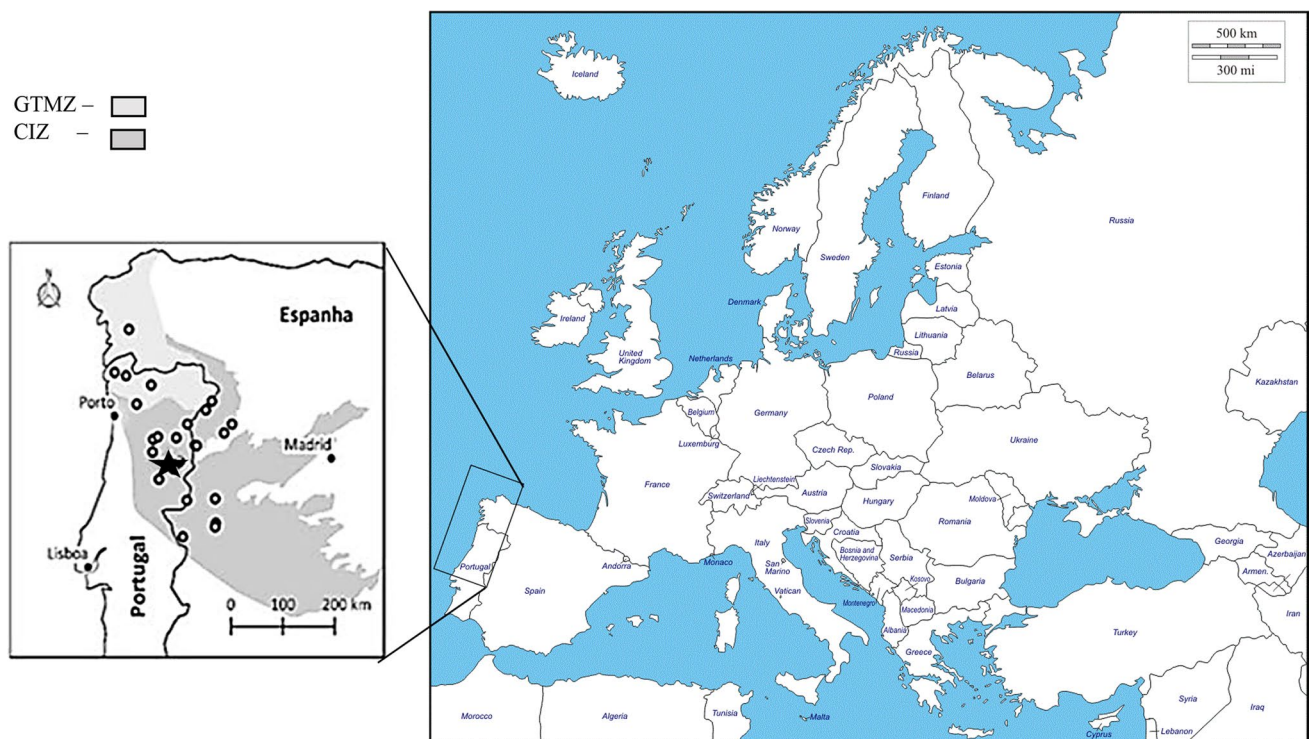 GTMZ –
CIZ –
N
Espanha
Porto
Madrid
Lisboa
Portugal
0 100 200 km
500 km
300 mi
Iceland
Finland
Russia
Norway
Sweden
Estonia
Denmark
Latvia
Ireland
Lithuania
United
Kingdom
Russia
Netherlands
Belarus
Kazakhstan
Poland
Belgium
Germany
Luxemburg
Ukraine
Czech Rep.
Slovakia
France
Liechtenstein
Switzerland
Austria
Hungary
Moldova
Slovenia
Romania
Croatia
Italy
Bosnia and
Herzegovina
Serbia
Georgia
Azerbaijan
Monaco
San
Marino
Andorra
Portugal
Armen.
Kosovo
Bulgaria
Spain
Vatican
Montenegro
Macedonia
Iran
Albania
Turkey
Greece
Syria
Iraq
Morocco
Algeria
Tunisia
Malta
Cyprus
Lebanon